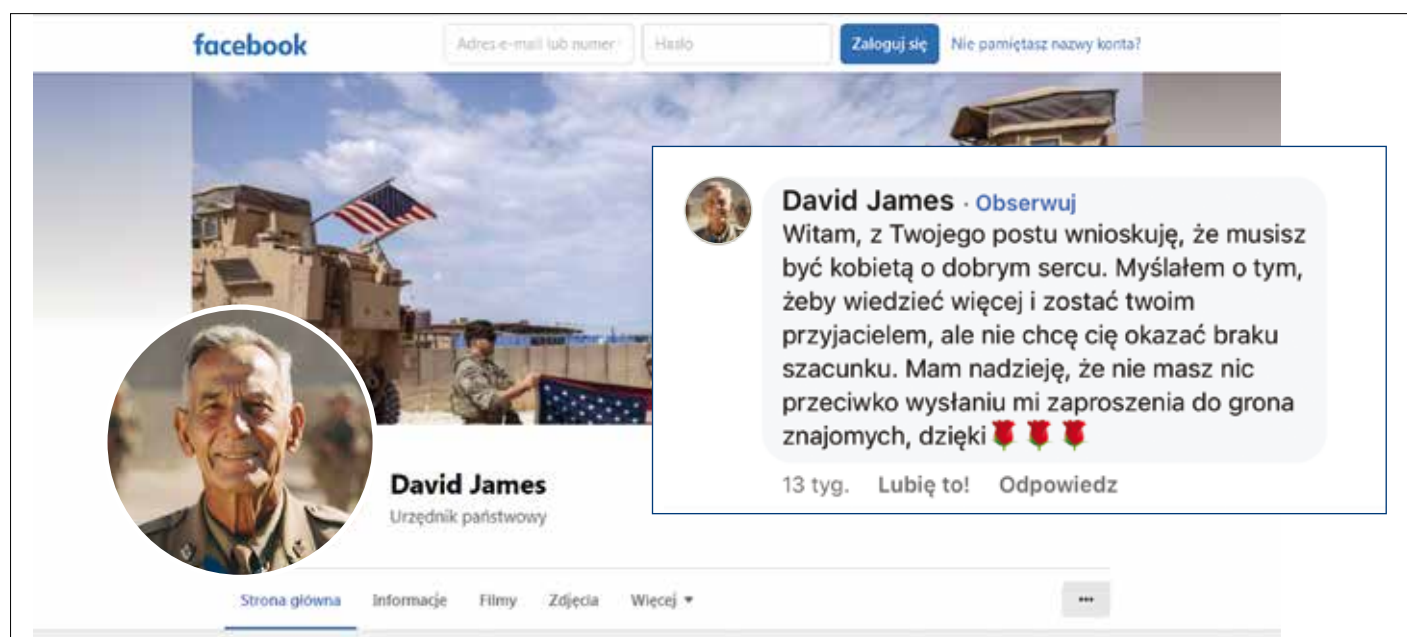 facebook
Adres e-mail lub numer
Hasło
Zaloguj się
Nie pamiętasz nazwy konta?
David James · Obserwuj
Witam, z Twojego postu wnioskuję, że musisz
być kobietą o dobrym sercu. Myślałem o tym,
żeby wiedzieć więcej i zostać twoim
przyjacielem, ale nie chcę cię okazać braku
szacunku. Mam nadzieję, że nie masz nic
przeciwko wysłaniu mi zaproszenia do grona
znajomych, dzięki🌹🌹🌹
13 tyg. Lubię to! Odpowiedz
David James
Urzędnik państwowy
Strona główna Informacje Filmy Zdjęcia Więcej ▾ •••